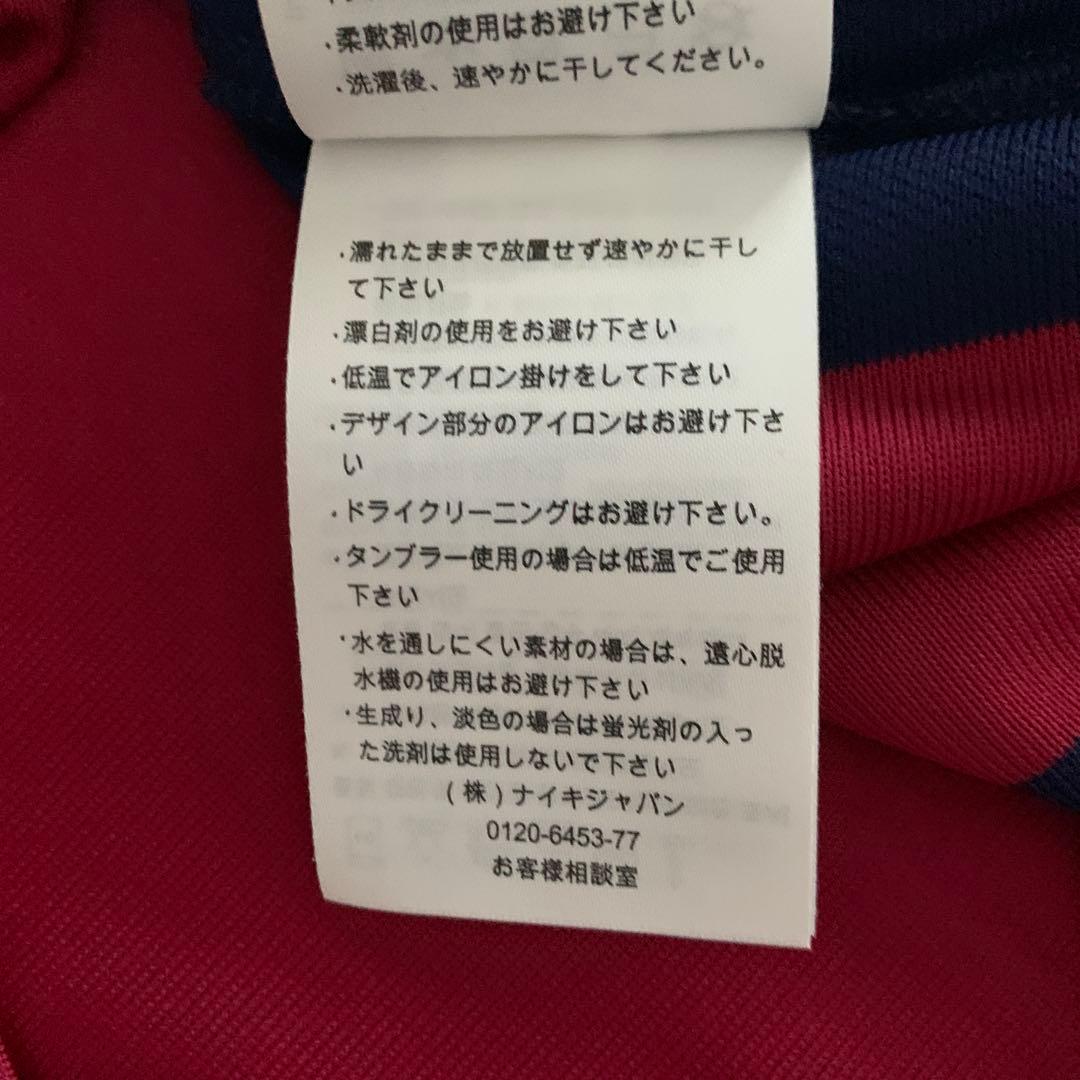 ・柔軟剤の使用はお避け下さい
・洗濯後、速やかに干してください。
・濡れたままで放置せず速やかに干し
て下さい
・漂白剤の使用をお避け下さい
・低温でアイロン掛けをして下さい
・デザイン部分のアイロンはお避け下さ
い
・ドライクリーニングはお避け下さい。
・タンブラー使用の場合は低温でご使用
下さい
・水を通しにくい素材の場合は、遠心脱
水機の使用はお避け下さい
・生成り、淡色の場合は蛍光剤の入っ
た洗剤は使用しないで下さい
(株)ナイキジャパン
0120-6453-77
お客様相談室